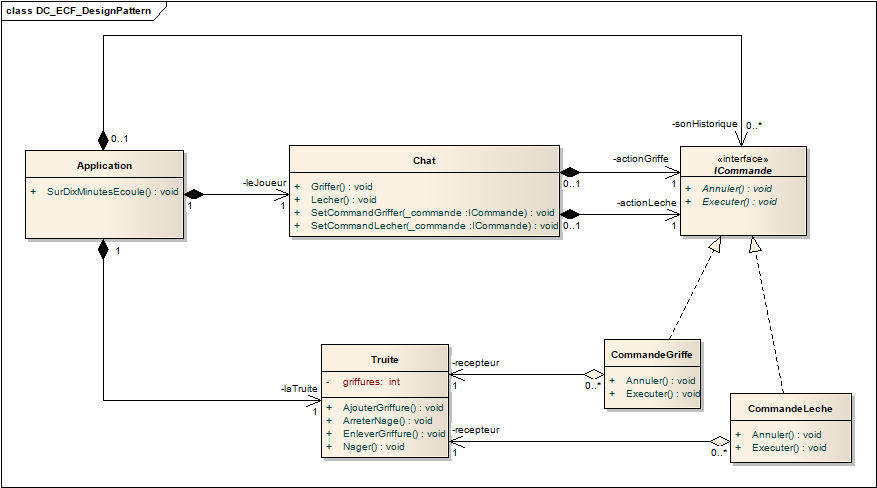 class DC_ECF_DesignPattern
0..1
-sonHistorique
0..*
Application
+ SurDixMinutesEcoule() : void
1
-leJoueur
1
Chat
+ Griffer() : void
+ Lecher() : void
+ SetCommandGriffer(_commande :ICommande) : void
+ SetCommandLecher(_commande :ICommande) : void
-actionGriffe
0..1
1
-actionLeche
0..1
1
«interface»
ICommande
+ Annuler() : void
+ Executer() : void
1
-laTruite
1
Truite
- griffures: int
+ AjouterGriffure() : void
+ ArreterNage() : void
+ EnleverGriffure() : void
+ Nager() : void
-recepteur
1
0..*
CommandeGriffe
+ Annuler() : void
+ Executer() : void
-recepteur
1
0..*
CommandeLeche
+ Annuler() : void
+ Executer() : void